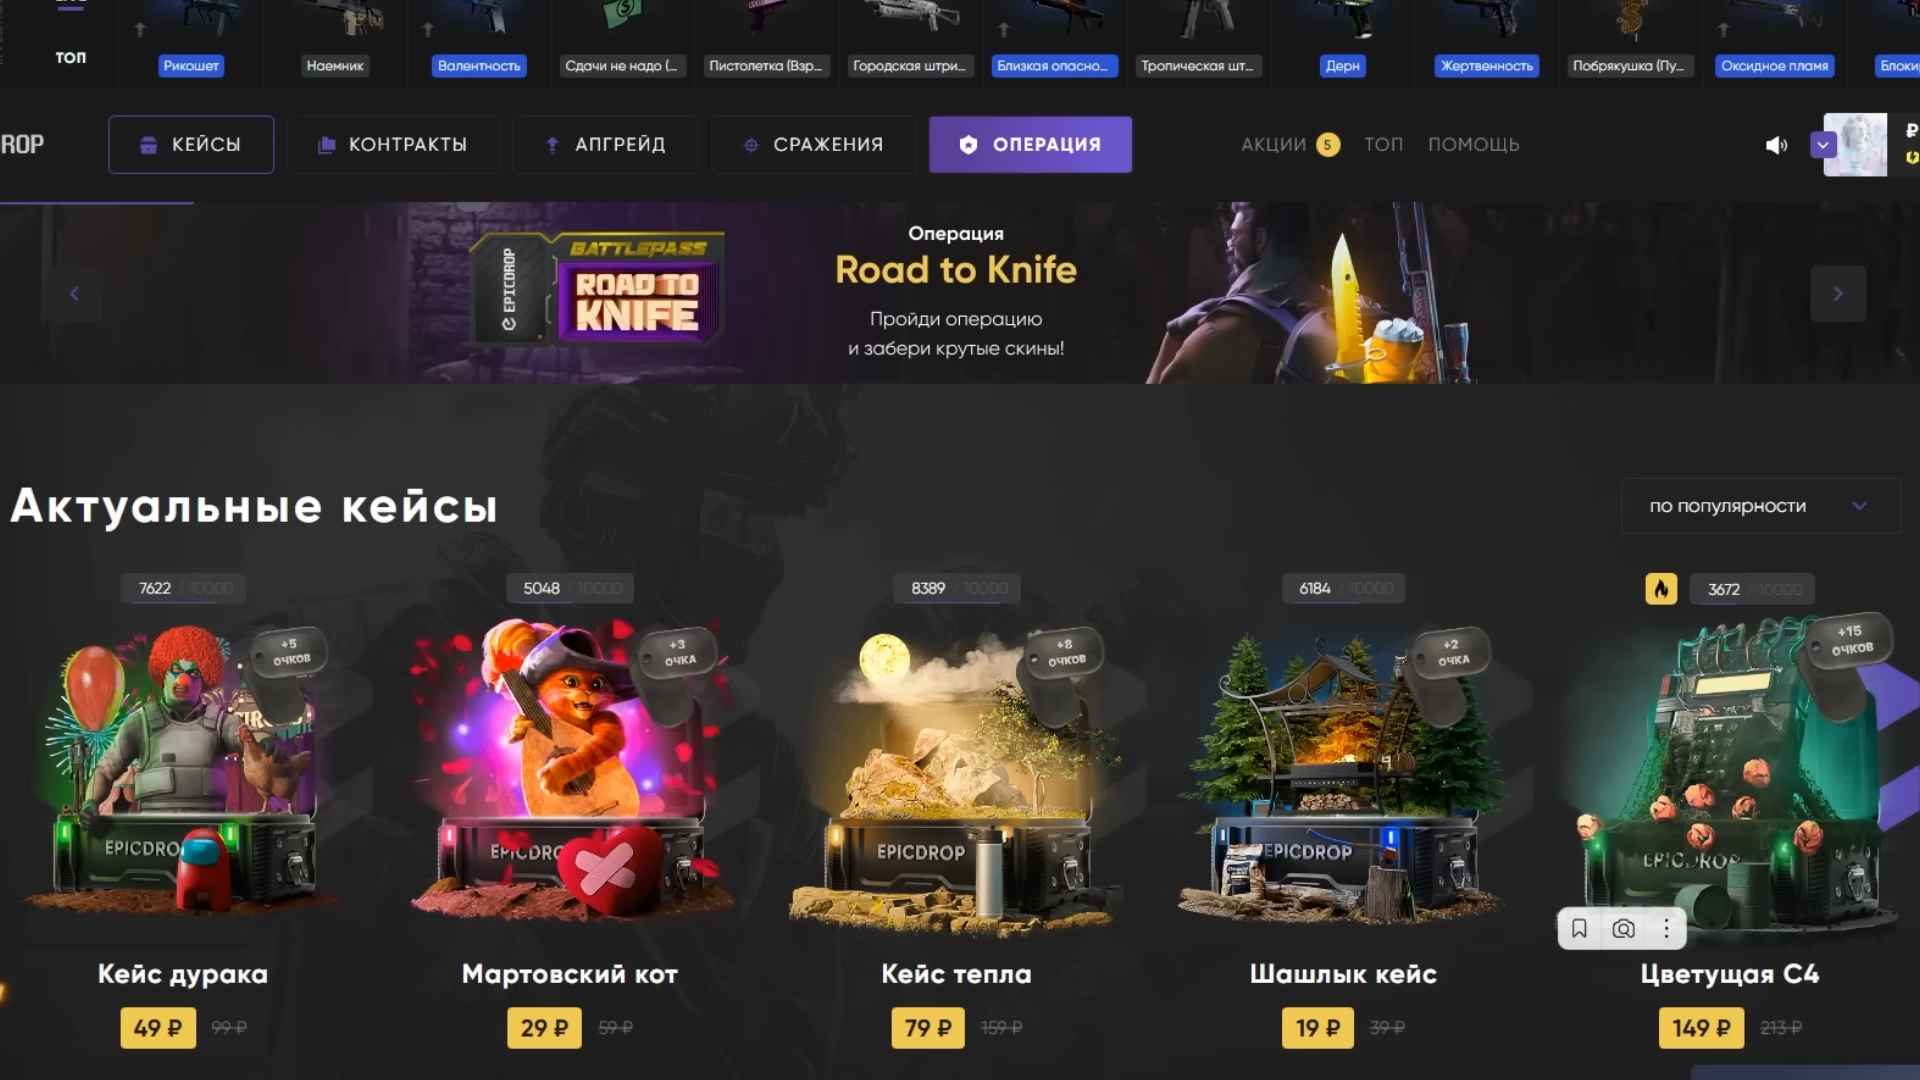 ТОП
Рикошет
Наемник
Валентность
Сдачи не надо (...
Пистолетка (Взр...
Городская штри...
Близкая опасно...
Тропическая шт...
Дерн
Жертвенность
Побрякушка (Пу...
Оксидное пламя
Блоки
ROP
КЕЙСЫ
КОНТРАКТЫ
АПГРЕЙД
СРАЖЕНИЯ
ОПЕРАЦИЯ
АКЦИИ 5
ТОП
ПОМОЩЬ
₽
EPICDROP
BATTLEPASS
ROAD TO
KNIFE
Операция
Road to Knife
Пройди операцию
и забери крутые скины!
Актуальные кейсы
по популярности
7622 / 10000
5048 / 10000
8389 / 10000
6184 / 10000
3672 / 10000
+5
ОЧКОВ
+3
ОЧКА
+8
ОЧКОВ
+2
ОЧКА
+15
ОЧКОВ
EPICDRO
EPICDRO
EPICDROP
EPICDROP
EPICDROP
Кейс дурака
Мартовский кот
Кейс тепла
Шашлык кейс
Цветущая C4
49 ₽ 99 ₽
29 ₽ 59 ₽
79 ₽ 159 ₽
19 ₽ 39 ₽
149 ₽ 213 ₽